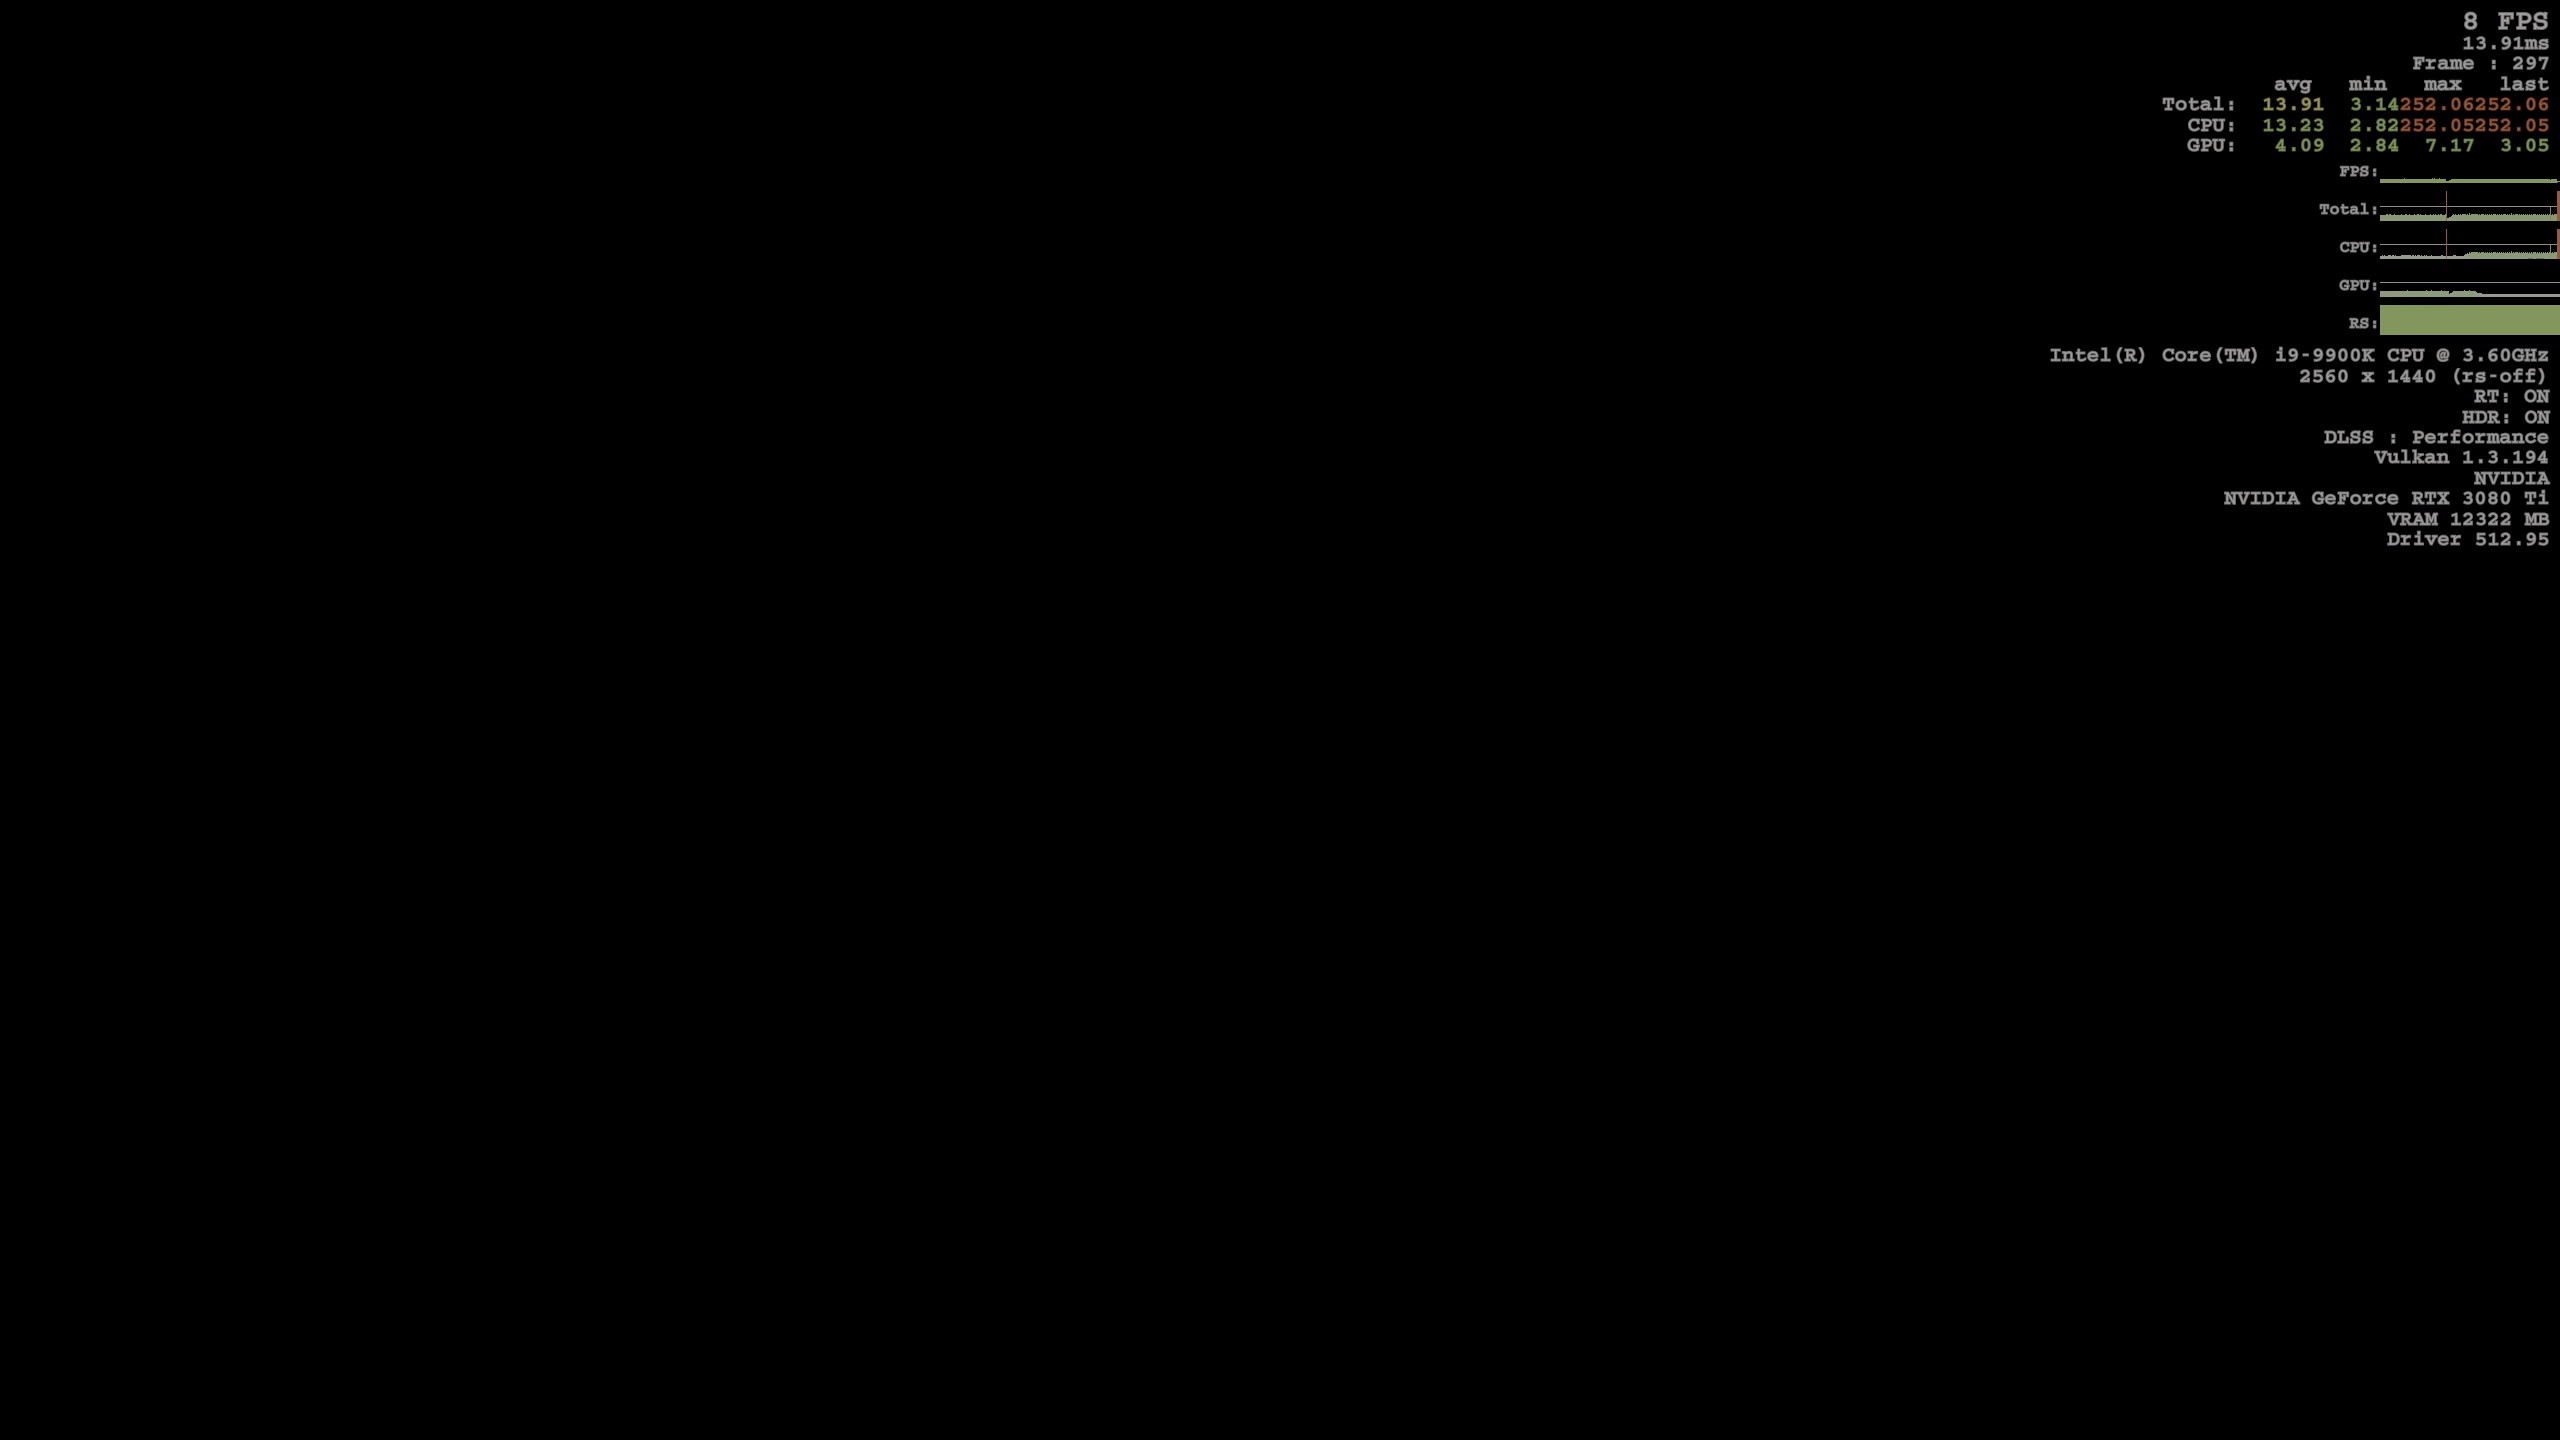 8 FPS
13.91ms
Frame : 297
avg min max last
Total: 13.91 3.14252.06252.06
CPU: 13.23 2.82252.05252.05
GPU: 4.09 2.84 7.17 3.05
FPS:
Total:
CPU:
GPU:
RS:
Intel(R) Core(TM) i9-9900K CPU @ 3.60GHz
2560 x 1440 (rs-off)
RT: ON
HDR: ON
DLSS : Performance
Vulkan 1.3.194
NVIDIA
NVIDIA GeForce RTX 3080 Ti
VRAM 12322 MB
Driver 512.95